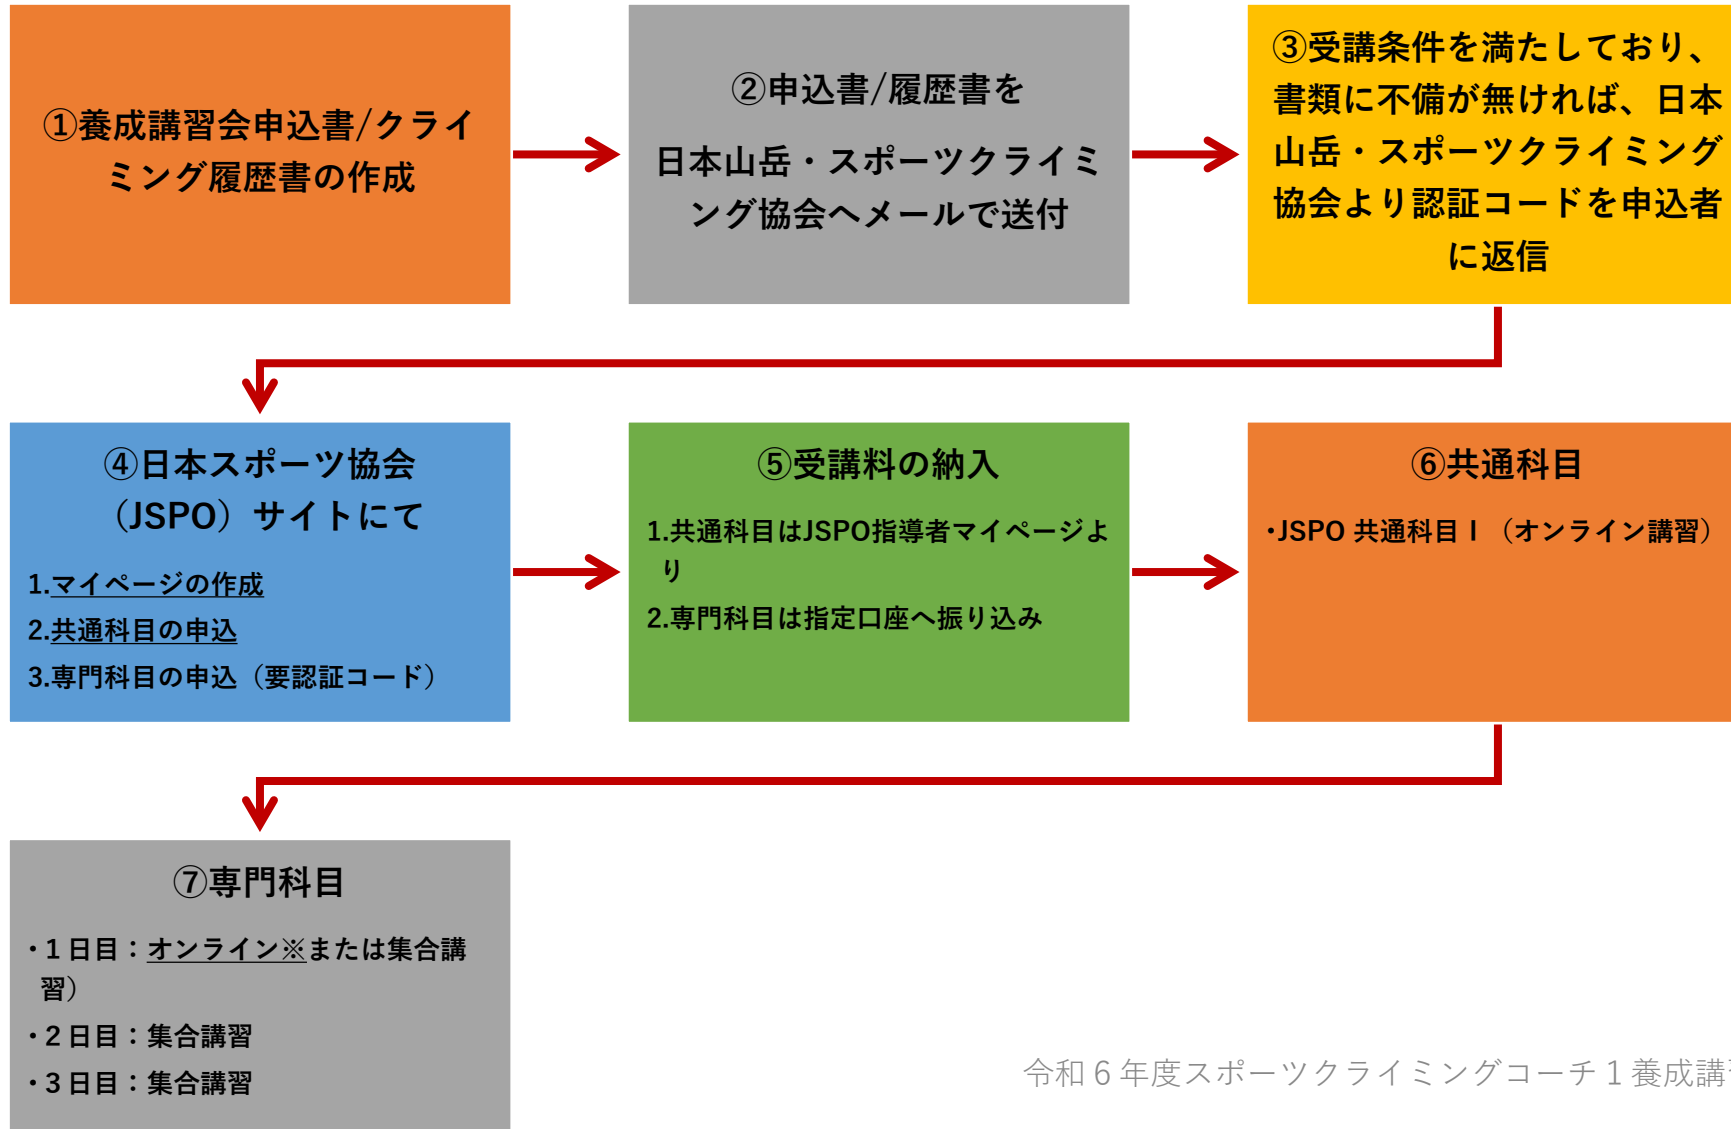 ①養成講習会申込書/クライ
ミング履歴書の作成
②申込書/履歴書を
日本山岳・スポーツクライミ
ング協会へメールで送付
③受講条件を満たしており、
書類に不備が無ければ、日本
山岳・スポーツクライミング
協会より認証コードを申込者
に返信
④日本スポーツ協会
（JSPO）サイトにて
1.マイページの作成
2.共通科目の申込
3.専門科目の申込（要認証コード）
⑤受講料の納入
1.共通科目はJSPO指導者マイページよ
り
2.専門科目は指定口座へ振り込み
⑥共通科目
・JSPO 共通科目Ⅰ（オンライン講習）
⑦専門科目
・1日目：オンライン※または集合講
習）
・2日目：集合講習
・3日目：集合講習
令和6年度スポーツクライミングコーチ1養成講